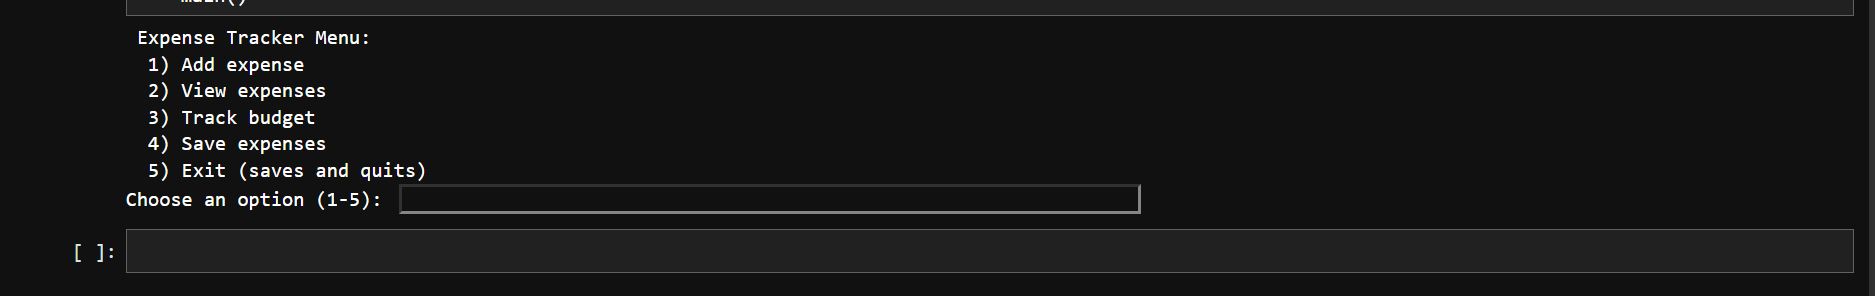 main()
Expense Tracker Menu:
1) Add expense
2) View expenses
3) Track budget
4) Save expenses
5) Exit (saves and quits)
Choose an option (1-5):
[ ]: